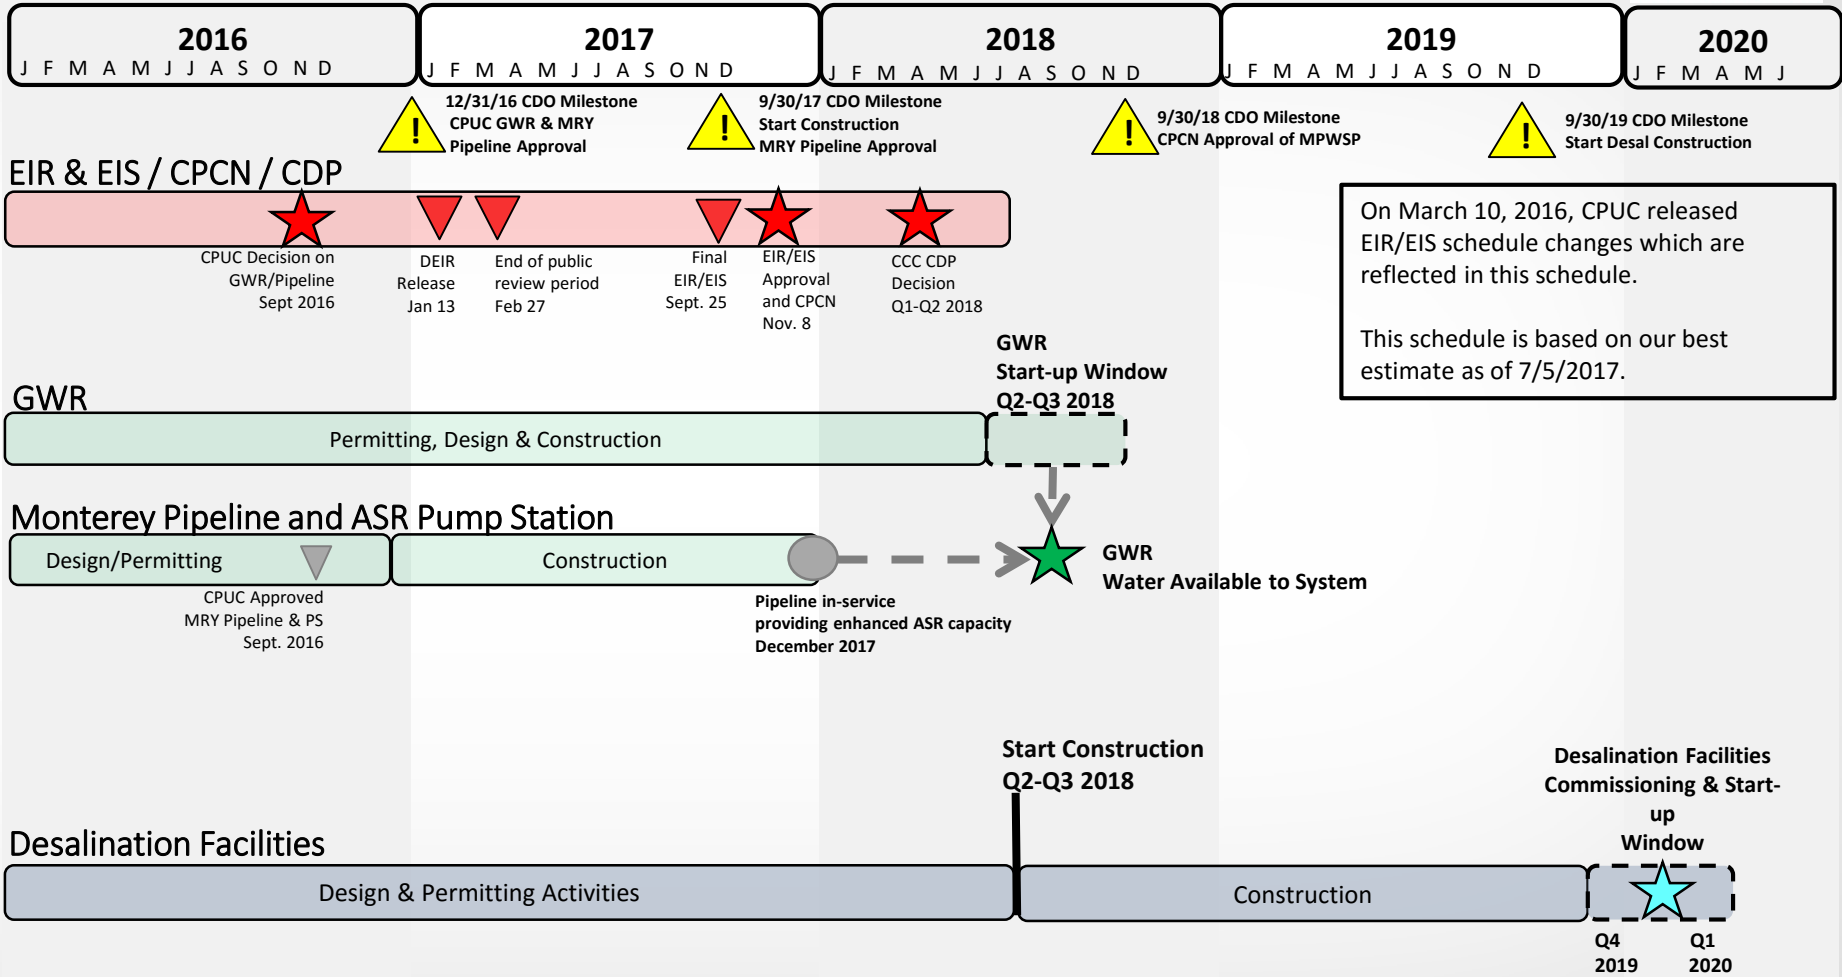 2016
J F M A M J J A S O N D
2017
J F M A M J J A S O N D
2018
J F M A M J J A S O N D
2019
J F M A M J J A S O N D
2020
J F M A M J
!
12/31/16 CDO Milestone
CPUC GWR & MRY
Pipeline Approval
!
9/30/17 CDO Milestone
Start Construction
MRY Pipeline Approval
!
9/30/18 CDO Milestone
CPCN Approval of MPWSP
!
9/30/19 CDO Milestone
Start Desal Construction
EIR & EIS / CPCN / CDP
CPUC Decision on
GWR/Pipeline
Sept 2016
DEIR
Release
Jan 13
End of public
review period
Feb 27
Final
EIR/EIS
Sept. 25
EIR/EIS
Approval
and CPCN
Nov. 8
CCC CDP
Decision
Q1-Q2 2018
On March 10, 2016, CPUC released
EIR/EIS schedule changes which are
reflected in this schedule.
This schedule is based on our best
estimate as of 7/5/2017.
GWR
Start-up Window
Q2-Q3 2018
GWR
Permitting, Design & Construction
Monterey Pipeline and ASR Pump Station
Design/Permitting
Construction
CPUC Approved
MRY Pipeline & PS
Sept. 2016
Pipeline in-service
providing enhanced ASR capacity
December 2017
GWR
Water Available to System
Start Construction
Q2-Q3 2018
Desalination Facilities
Commissioning & Start-
up
Window
Desalination Facilities
Design & Permitting Activities
Construction
Q4
2019
Q1
2020